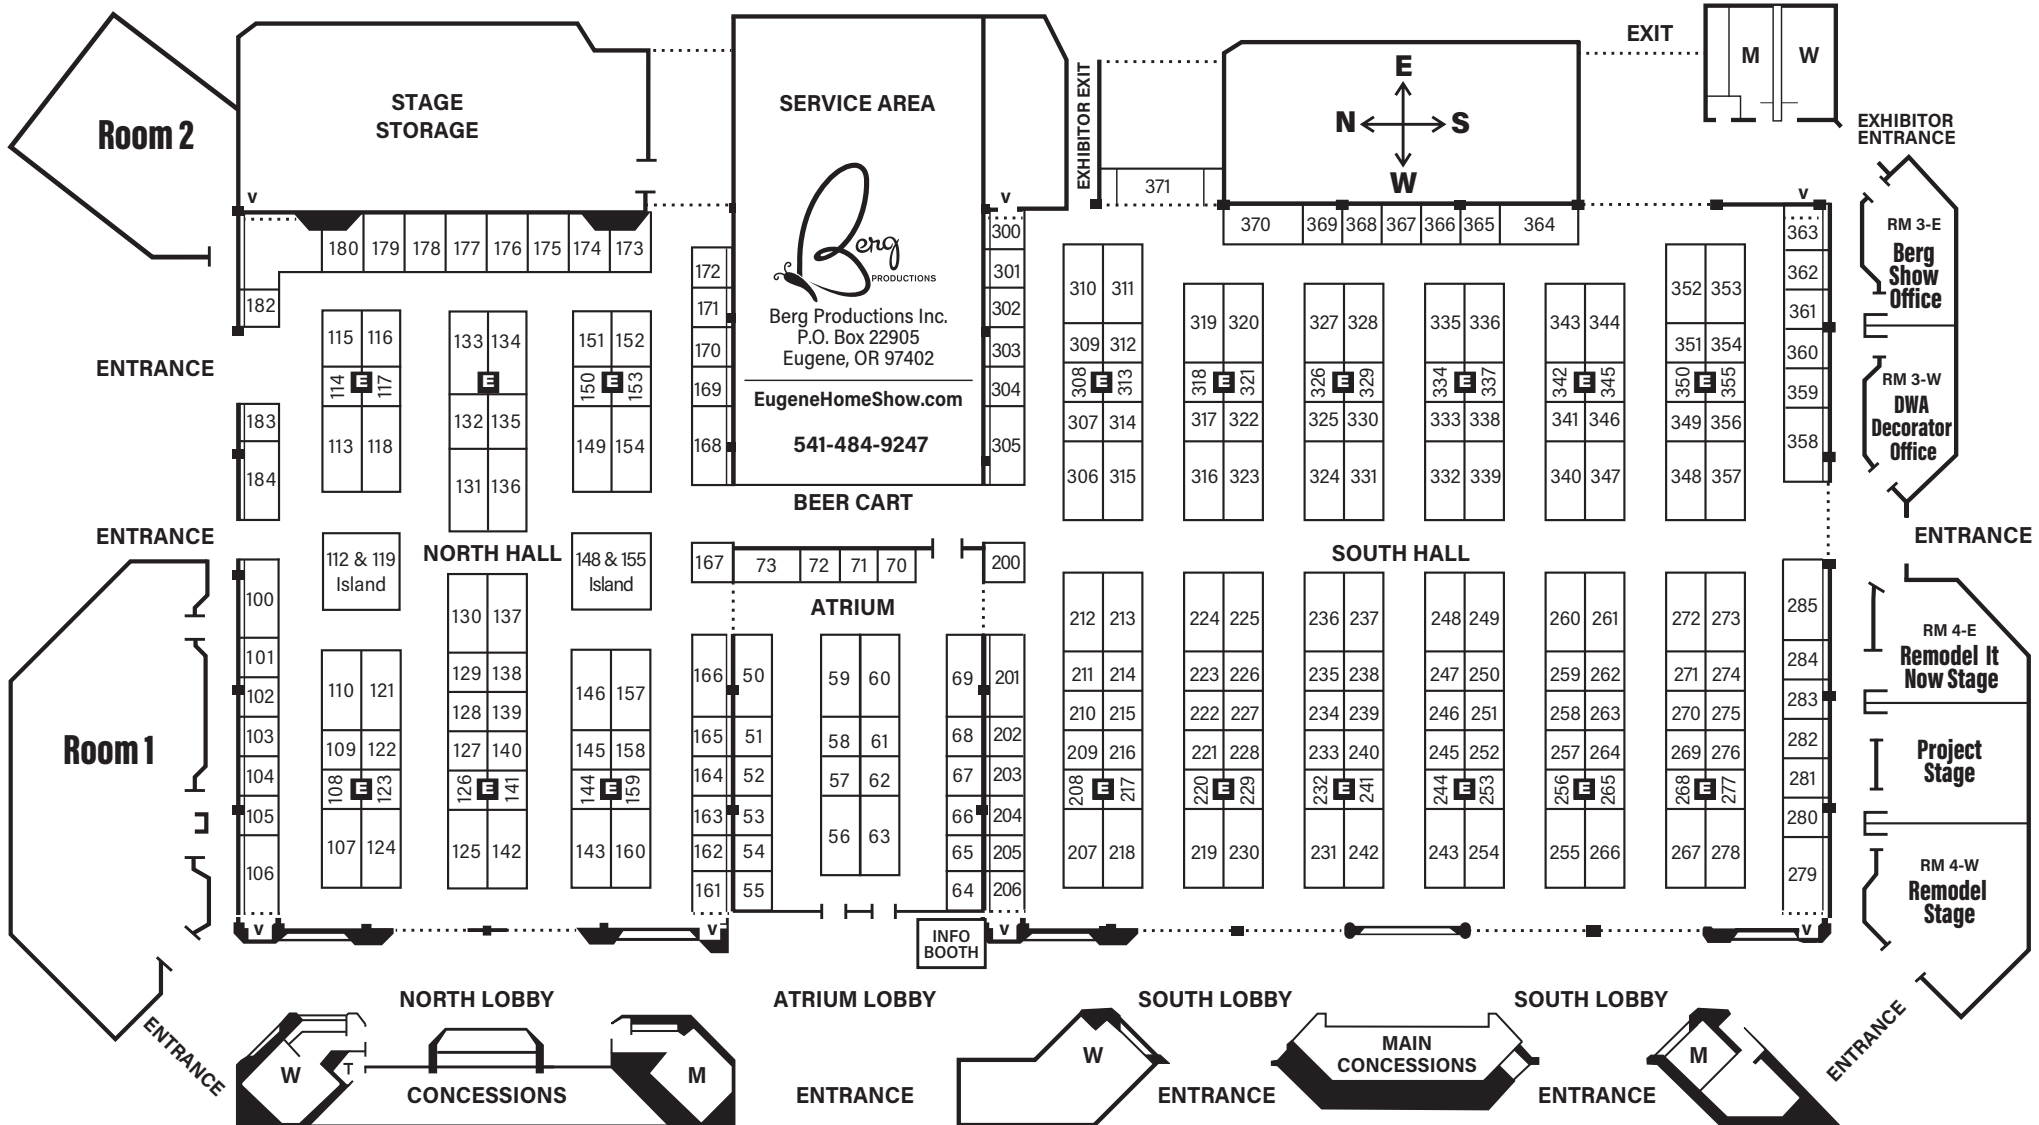 EXIT
M W
E
N S
W
STAGE
STORAGE
SERVICE AREA
EXHIBITOR EXIT
Room 2
EXHIBITOR
ENTRANCE
371
v v v
370 369 368 367 366 365 364
180 179 178 177 176 175 174 173
182
172
171
170
169
168
Berg
PRODUCTIONS
Berg Productions Inc.
P.O. Box 22905
Eugene, OR 97402
EugeneHomeShow.com
541-484-9247
BEER CART
300
301
302
303
304
305
363
362
361
360
359
358
RM 3-E
Berg
Show
Office
RM 3-W
DWA
Decorator
Office
ENTRANCE
183
184
ENTRANCE
115 116
114 E 117
113 118
133 134
E
132 135
131 136
151 152
150 E 153
149 154
310 311
309 312
308 E 313
307 314
306 315
319 320
318 E 321
317 322
316 323
327 328
326 E 329
325 330
324 331
335 336
334 E 337
333 338
332 339
343 344
342 E 345
341 346
340 347
352 353
351 354
350 E 355
349 356
348 357
ENTRANCE
NORTH HALL
SOUTH HALL
112 & 119
Island
148 & 155
Island
167
73 72 71 70
200
ATRIUM
Room 1
100
101
102
103
104
105
106
110 121
109 122
108 E 123
107 124
130 137
129 138
128 139
127 140
126 E 141
125 142
146 157
145 158
144 E 159
143 160
166 50
165 51
164 52
163 53
162 54
161 55
59 60
58 61
57 62
56 63
69 201
68 202
67 203
66 204
65 205
64 206
212 213
211 214
210 215
209 216
208 E 217
207 218
224 225
223 226
222 227
221 228
220 E 229
219 230
236 237
235 238
234 239
233 240
232 E 241
231 242
248 249
247 250
246 251
245 252
244 E 253
243 254
260 261
259 262
258 263
257 264
256 E 265
255 266
272 273
271 274
270 275
269 276
268 E 277
267 278
285
284
283
282
281
280
279
RM 4-E
Remodel It
Now Stage
Project
Stage
RM 4-W
Remodel
Stage
v v v v
INFO
BOOTH
NORTH LOBBY
ATRIUM LOBBY
SOUTH LOBBY
SOUTH LOBBY
ENTRANCE
W
T
CONCESSIONS
M
ENTRANCE
W
ENTRANCE
MAIN
CONCESSIONS
ENTRANCE
M
ENTRANCE